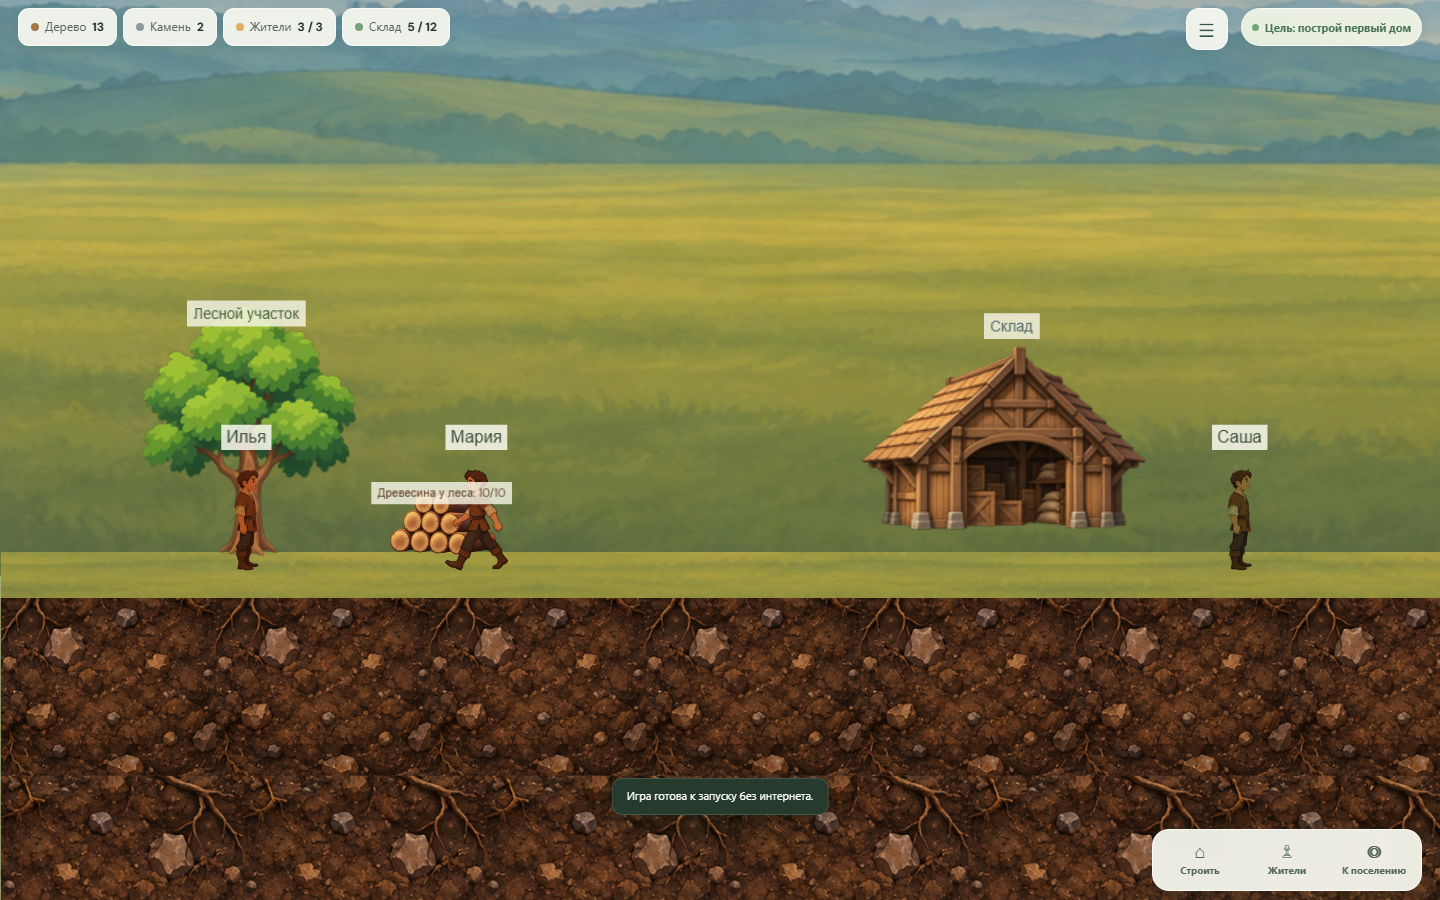 Дерево 13
Камень 2
Жители 3 / 3
Склад 5 / 12
Цель: построй первый дом
Лесной участок
Склад
Илья
Мария
Саша
Древесина у леса: 10/10
Игра готова к запуску без интернета.
Строить
Жители
К поселению